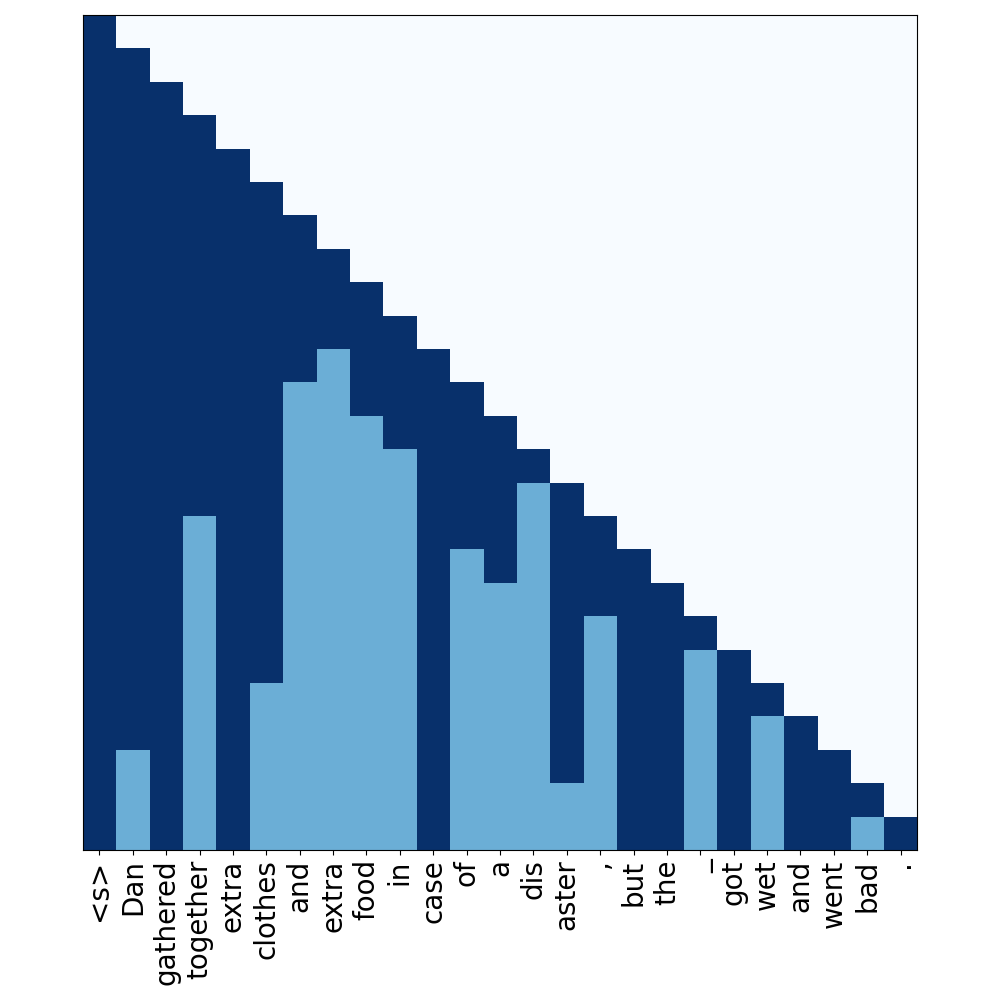 <s>
Dan
gathered
together
extra
clothes
and
extra
food
in
case
of
a
dis
aster
,
but
the
_
got
wet
and
went
bad
.